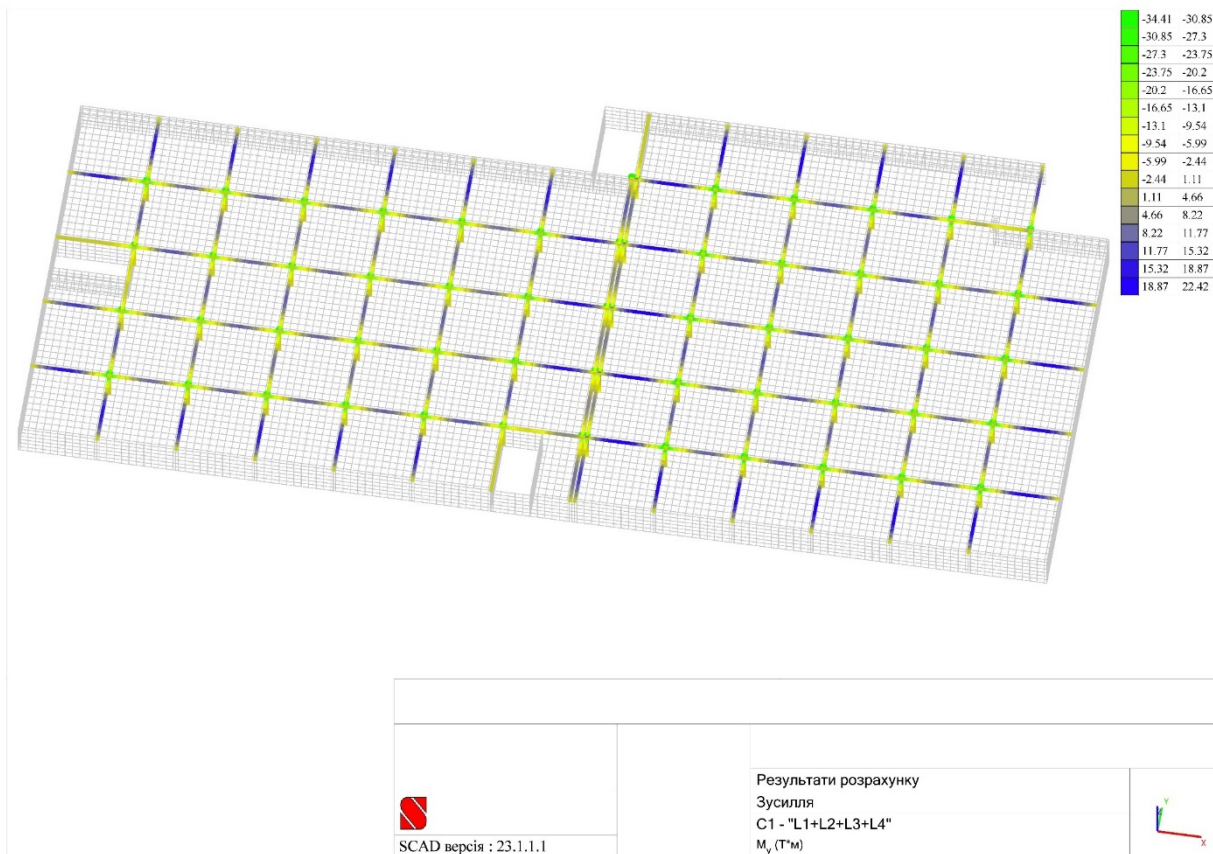 -34.41 -30.85
-30.85 -27.3
-27.3 -23.75
-23.75 -20.2
-20.2 -16.65
-16.65 -13.1
-13.1 -9.54
-9.54 -5.99
-5.99 -2.44
-2.44 1.11
1.11 4.66
4.66 8.22
8.22 11.77
11.77 15.32
15.32 18.87
18.87 22.42
Результати розрахунку
Зусилля
C1 - "L1+L2+L3+L4"
SCAD версія : 23.1.1.1
My (Т*м)
Y
X